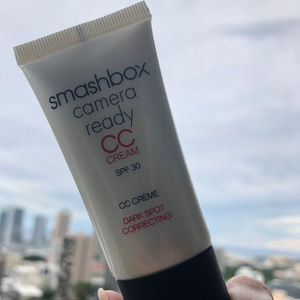 smashbox
camera
ready
CC
CREAM
SPF 30
CC CRÈME
DARK SPOT
CORRECTING